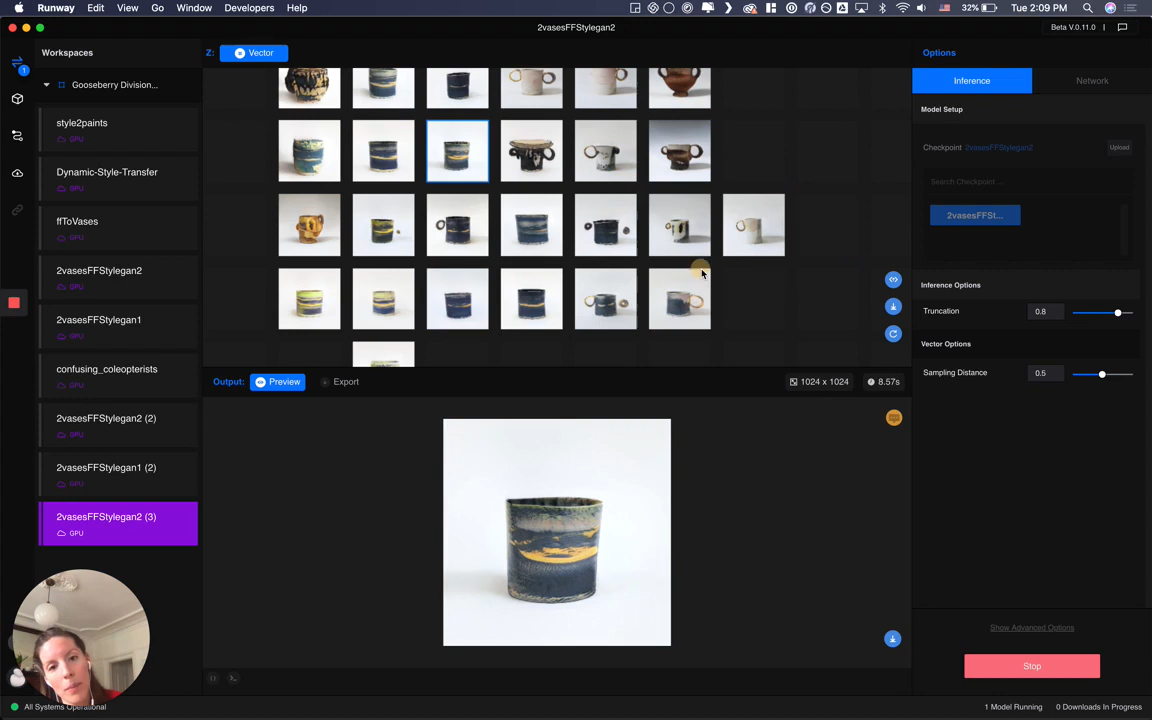 Runway File Edit View Go Window Developers Help
32% Tue 2:09 PM
2vasesFFStylegan2
Beta V.0.11.0
1
Workspaces
Gooseberry Division...
style2paints
GPU
Dynamic-Style-Transfer
GPU
ffToVases
GPU
2vasesFFStylegan2
GPU
2vasesFFStylegan1
GPU
confusing_coleopterists
GPU
2vasesFFStylegan2 (2)
GPU
2vasesFFStylegan1 (2)
GPU
2vasesFFStylegan2 (3)
GPU
Z: Vector
Output: Preview Export
1024 x 1024 8.57s
Options
Inference Network
Model Setup
Checkpoint 2vasesFFStylegan2 Upload
Search Checkpoint ...
2vasesFFSt...
Inference Options
Truncation 0.8
Vector Options
Sampling Distance 0.5
Show Advanced Options
Stop
All Systems Operational
1 Model Running 0 Downloads In Progress